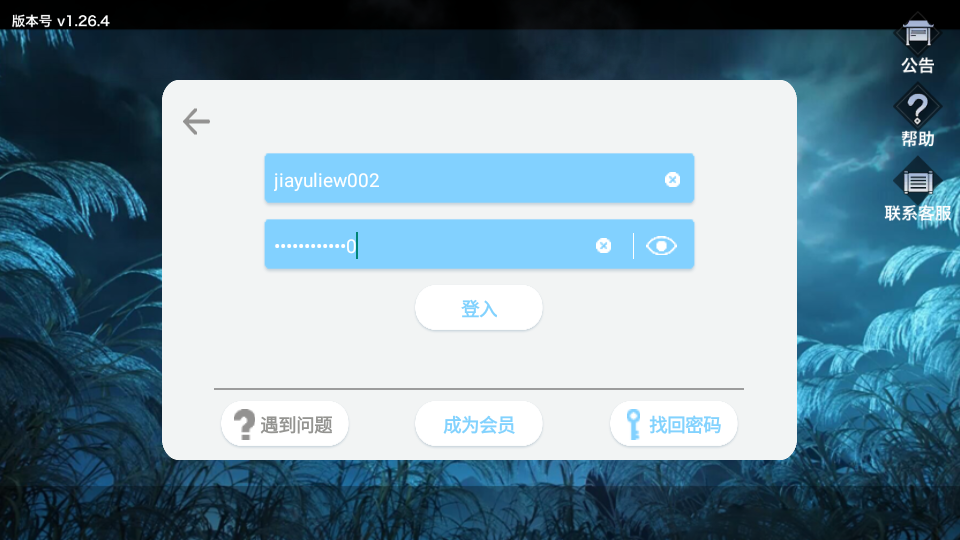 版本号 v1.26.4
公告
帮助
联系客服
jiayuliew002
••••••••••••0
登入
遇到问题
成为会员
找回密码